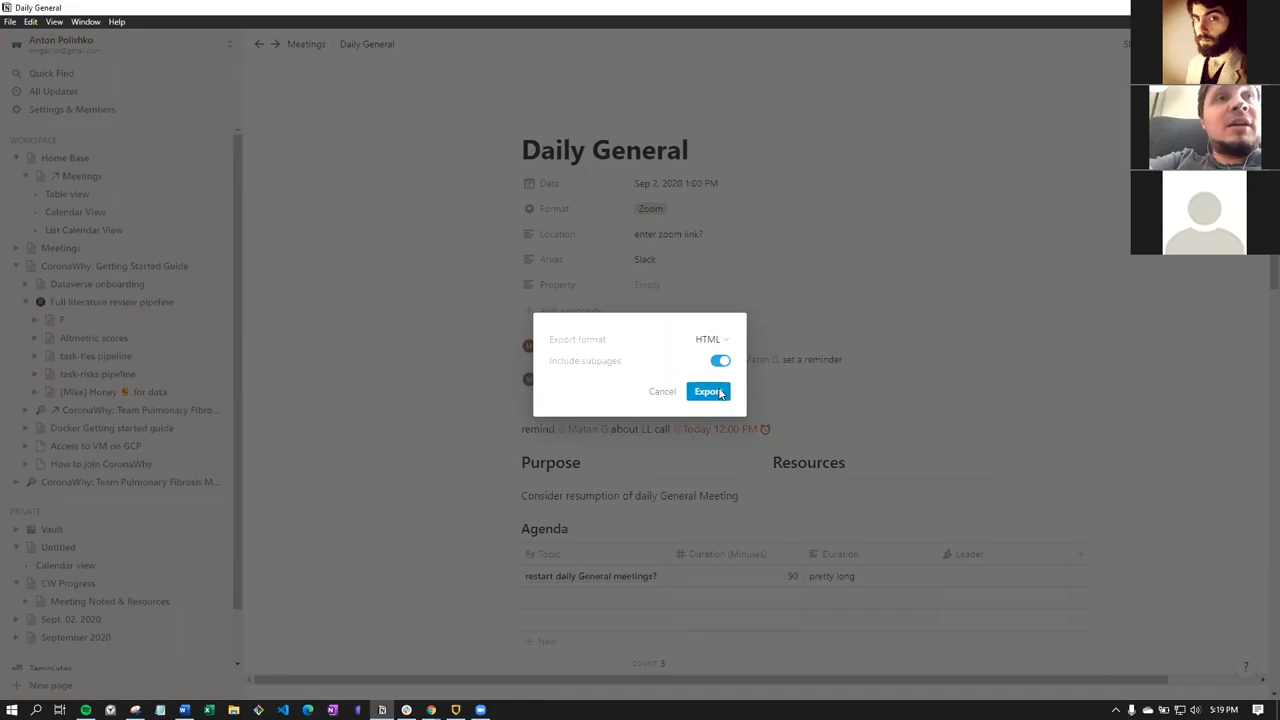 Daily General
File Edit View Window Help
Anton Polishko
Meetings Daily General
Quick Find
All Updates
Settings & Members
WORKSPACE
Home Base
Meetings
Table view
Calendar View
List Calendar View
Meetings
CoronaWhy: Getting Started Guide
Dataverse onboarding
Full literature review pipeline
F
Altmetric scores
task-ties pipeline
task-risks pipeline
[Mike] Honey 🍯 for data
CoronaWhy: Team Pulmonary Fibro...
Docker Getting started guide
Access to VM on GCP
How to join CoronaWhy
CoronaWhy: Team Pulmonary Fibrosis M...
PRIVATE
Vault
Untitled
Calendar view
CW Progress
Meeting Noted & Resources
Sept. 02. 2020
September 2020
Templates
New page
Daily General
Date Sep 2, 2020 1:00 PM
Format Zoom
Location enter zoom link?
Areas Slack
Property Empty
Add a property
Export format HTML
Include subpages
Cancel Export
Matan G. set a reminder
remind @Matan G about LL call @Today 12:00 PM
Purpose Resources
Consider resumption of daily General Meeting
Agenda
Aa Topic # Duration (Minutes) Duration Leader +
restart daily General meetings? 90 pretty long
+ New
COUNT 3
?
5:19 PM